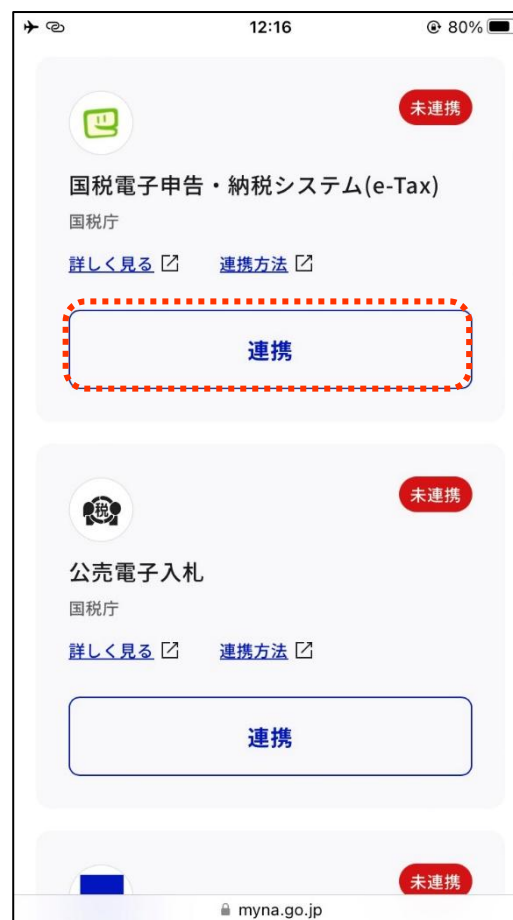 12:16
80%
未連携
国税電子申告・納税システム(e-Tax)
国税庁
詳しく見る 連携方法
連携
未連携
税
公売電子入札
国税庁
詳しく見る 連携方法
連携
未連携
myna.go.jp